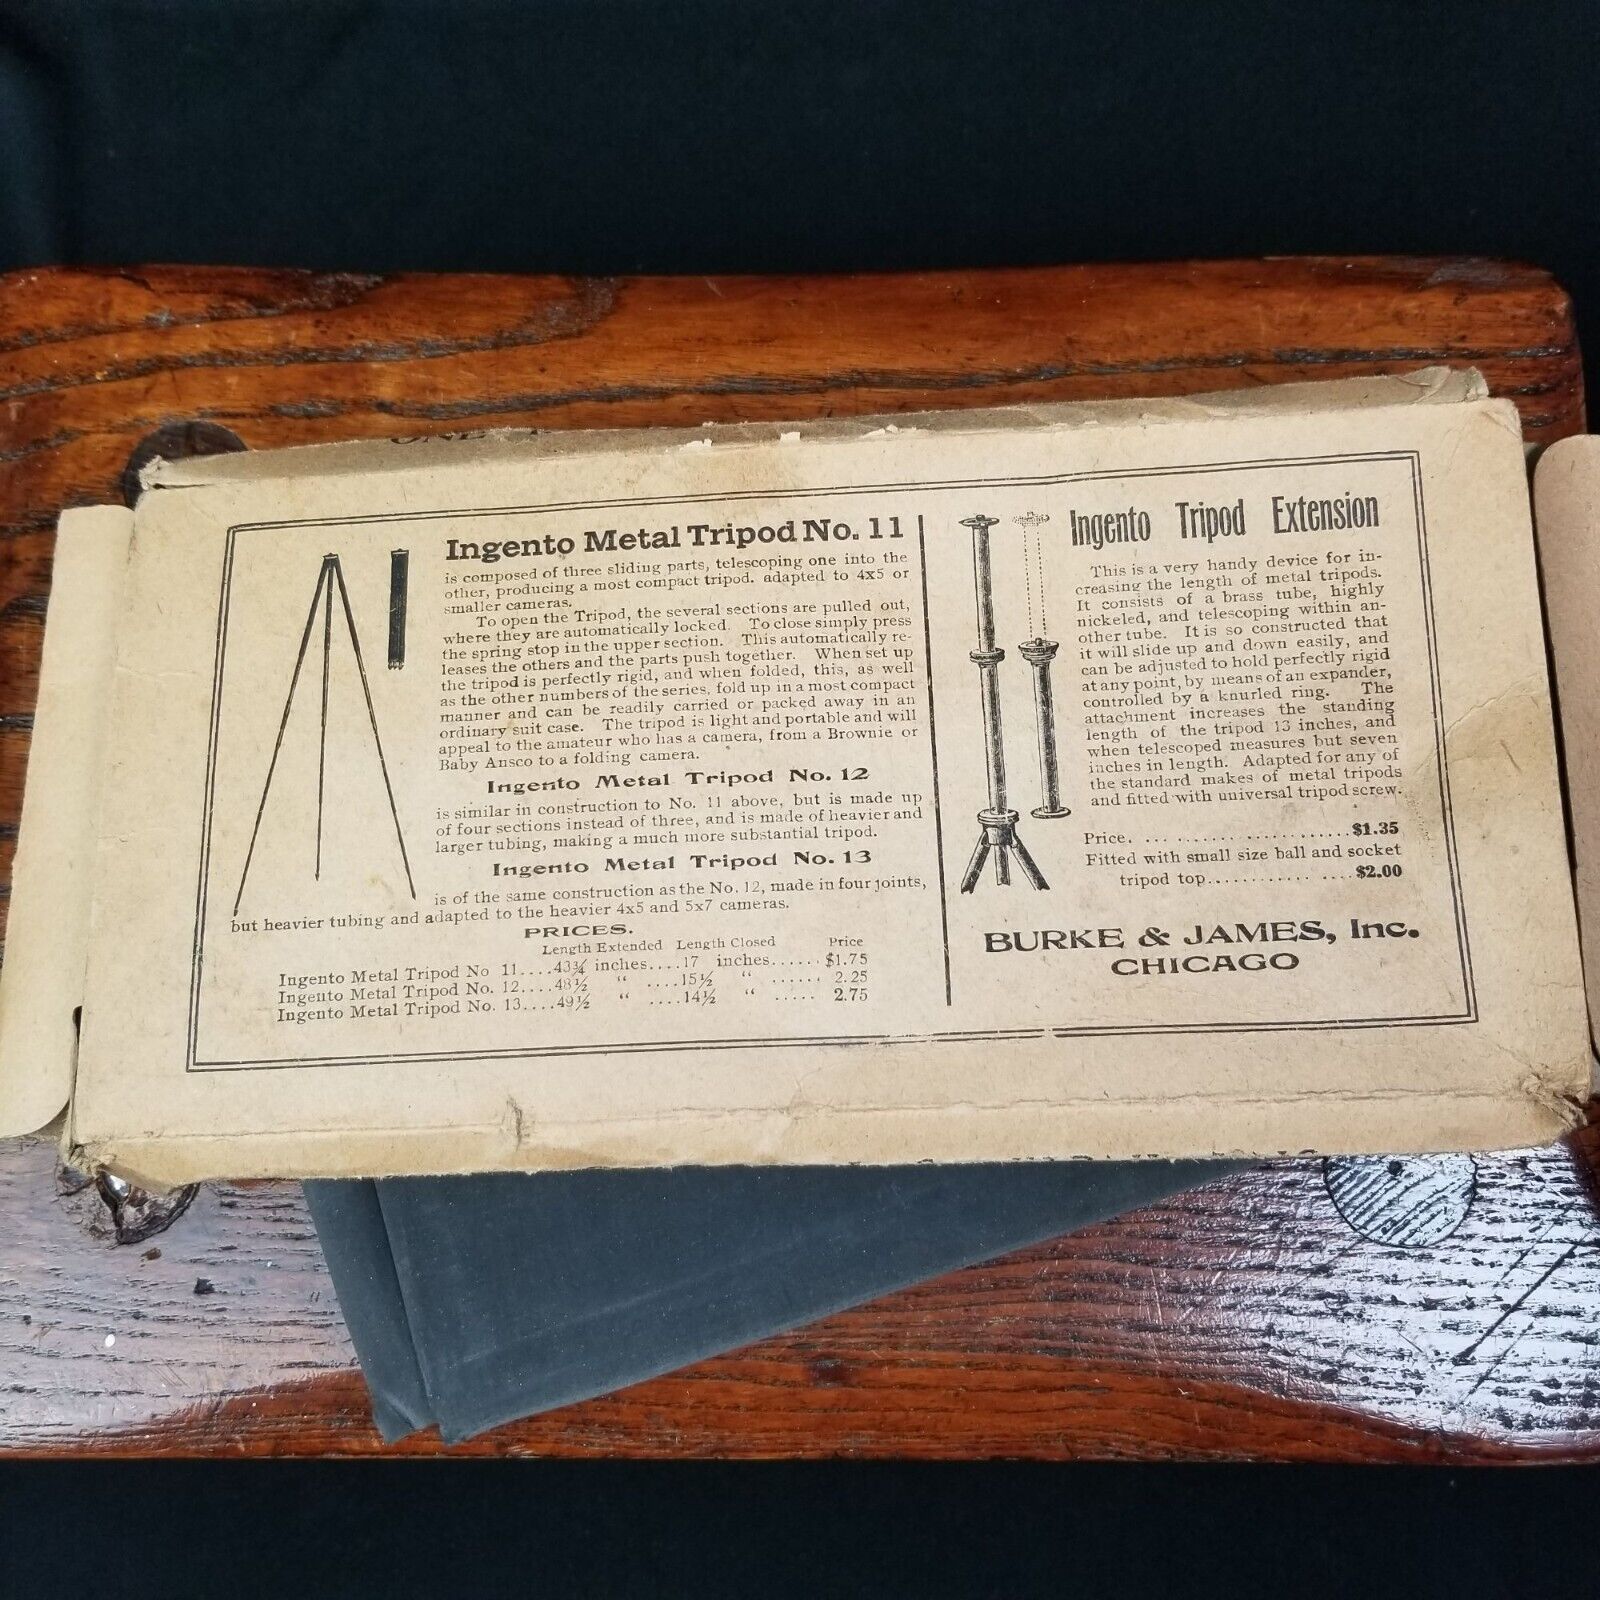 ONE
Ingento Metal Tripod No. 11
is composed of three sliding parts, telescoping one into the
other, producing a most compact tripod. adapted to 4x5 or
smaller cameras.
To open the Tripod, the several sections are pulled out,
where they are automatically locked. To close simply press
the spring stop in the upper section. This automatically re-
leases the others and the parts push together. When set up
the tripod is perfectly rigid, and when folded, this, as well
as the other numbers of the series, fold up in a most compact
manner and can be readily carried or packed away in an
ordinary suit case. The tripod is light and portable and will
appeal to the amateur who has a camera, from a Brownie or
Baby Ansco to a folding camera.
Ingento Metal Tripod No. 12
is similar in construction to No. 11 above, but is made up
of four sections instead of three, and is made of heavier and
larger tubing, making a much more substantial tripod.
Ingento Metal Tripod No. 13
is of the same construction as the No. 12, made in four joints,
but heavier tubing and adapted to the heavier 4x5 and 5x7 cameras.
PRICES.
Length Extended Length Closed Price
Ingento Metal Tripod No 11....43¾ inches....17 inches...... $1.75
Ingento Metal Tripod No. 12....48½ " ....15½ " ...... 2.25
Ingento Metal Tripod No. 13....49½ " ....14½ " ..... 2.75
Ingento Tripod Extension
This is a very handy device for in-
creasing the length of metal tripods.
It consists of a brass tube, highly
nickeled, and telescoping within an-
other tube. It is so constructed that
it will slide up and down easily, and
can be adjusted to hold perfectly rigid
at any point, by means of an expander,
controlled by a knurled ring. The
attachment increases the standing
length of the tripod 13 inches, and
when telescoped measures but seven
inches in length. Adapted for any of
the standard makes of metal tripods
and fitted with universal tripod screw.
Price. ... ....................$1.35
Fitted with small size ball and socket
tripod top............ ....$2.00
BURKE & JAMES, Inc.
CHICAGO